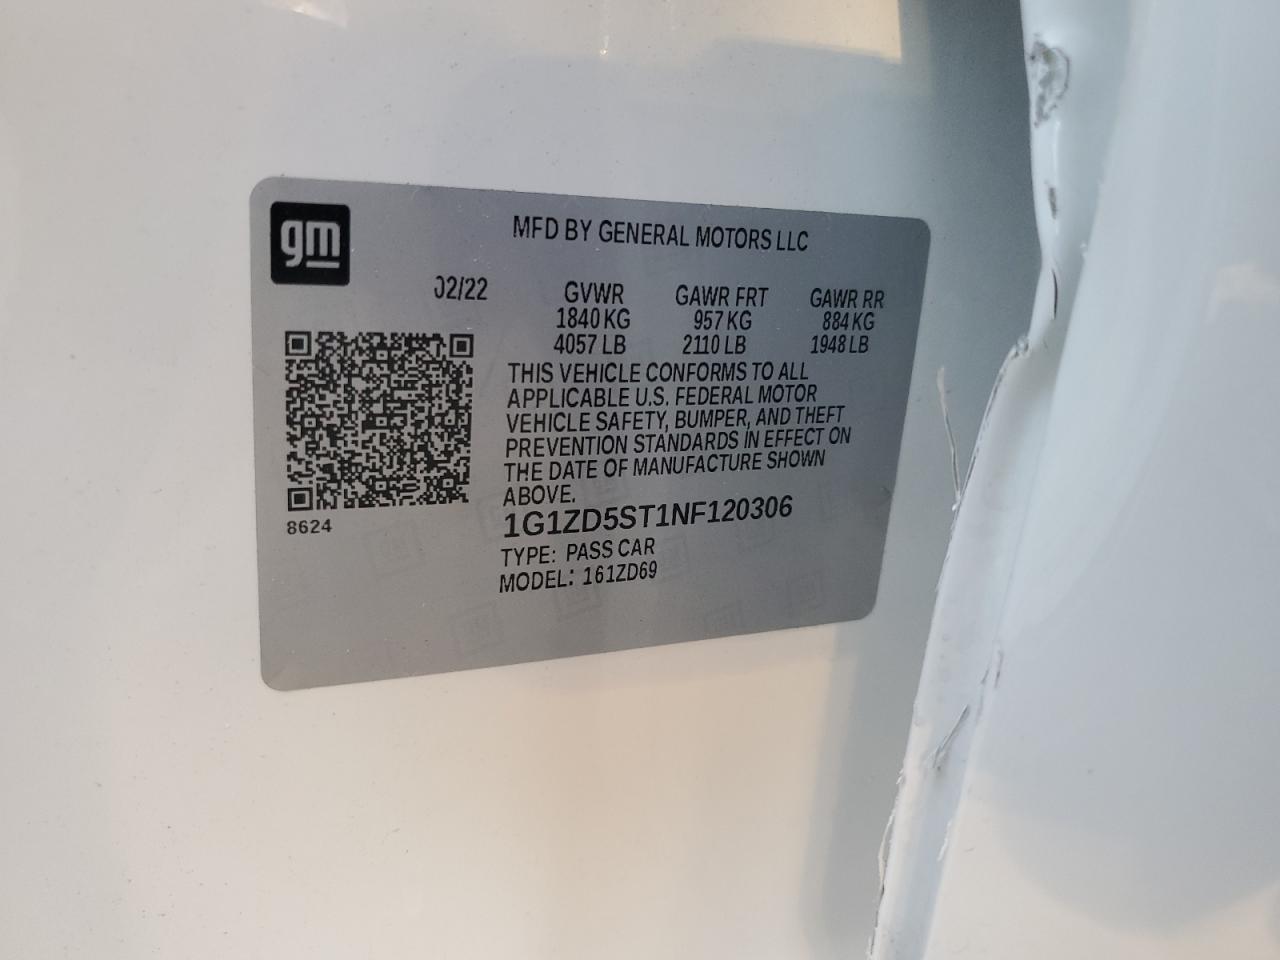 gm
MFD BY GENERAL MOTORS LLC
02/22 GVWR GAWR FRT GAWR RR
1840 KG 957 KG 884 KG
4057 LB 2110 LB 1948 LB
THIS VEHICLE CONFORMS TO ALL
APPLICABLE U.S. FEDERAL MOTOR
VEHICLE SAFETY, BUMPER, AND THEFT
PREVENTION STANDARDS IN EFFECT ON
THE DATE OF MANUFACTURE SHOWN
ABOVE.
8624
1G1ZD5ST1NF120306
TYPE: PASS CAR
MODEL: 161ZD69